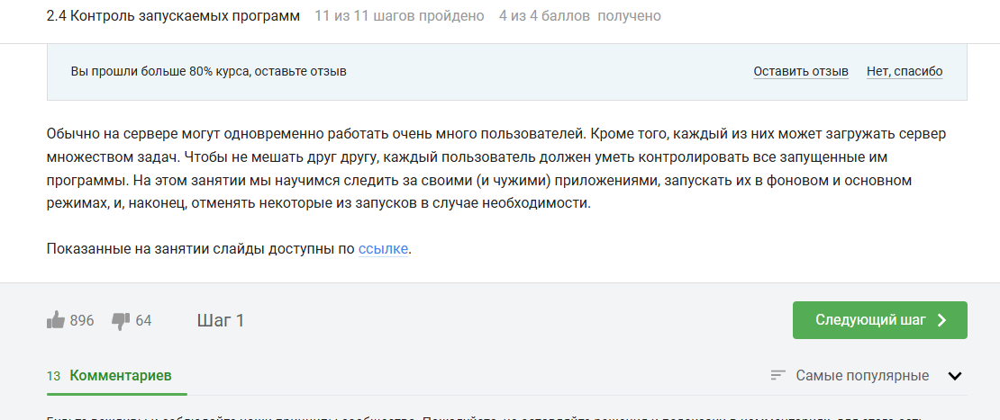 2.4 Контроль запускаемых программ 11 из 11 шагов пройдено 4 из 4 баллов получено
Вы прошли больше 80% курса, оставьте отзыв Оставить отзыв Нет, спасибо
Обычно на сервере могут одновременно работать очень много пользователей. Кроме того, каждый из них может загружать сервер
множеством задач. Чтобы не мешать друг другу, каждый пользователь должен уметь контролировать все запущенные им
программы. На этом занятии мы научимся следить за своими (и чужими) приложениями, запускать их в фоновом и основном
режимах, и, наконец, отменять некоторые из запусков в случае необходимости.
Показанные на занятии слайды доступны по ссылке.
896 64 Шаг 1 Следующий шаг
13 Комментариев Самые популярные